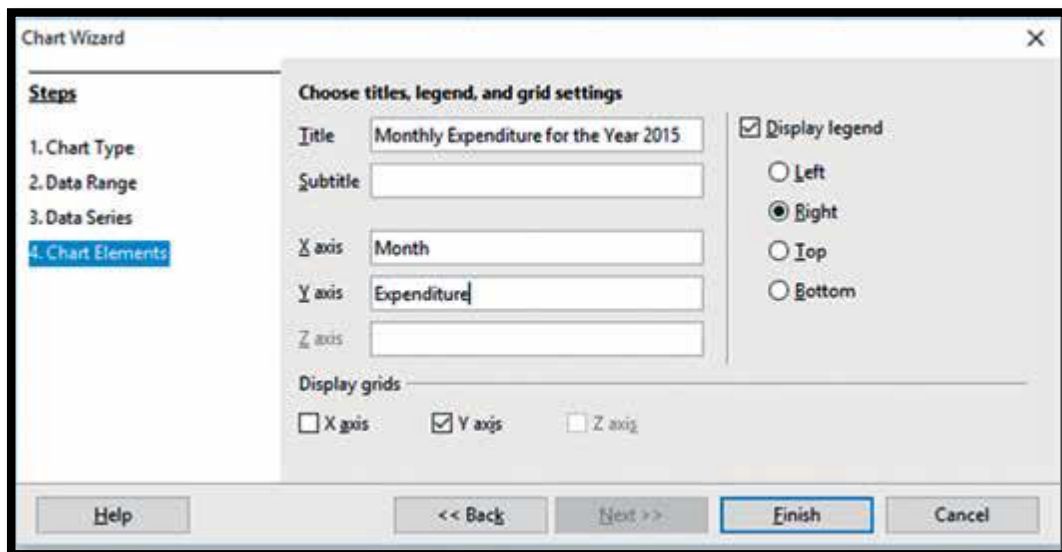 Chart Wizard
Steps
1. Chart Type
2. Data Range
3. Data Series
4. Chart Elements
Choose titles, legend, and grid settings
Title Monthly Expenditure for the Year 2015
Subtitle
X axis Month
Y axis Expenditure
Z axis
Display legend
Left
Right
Top
Bottom
Display grids
X axis Y axis Z axis
Help << Back Next >> Finish Cancel